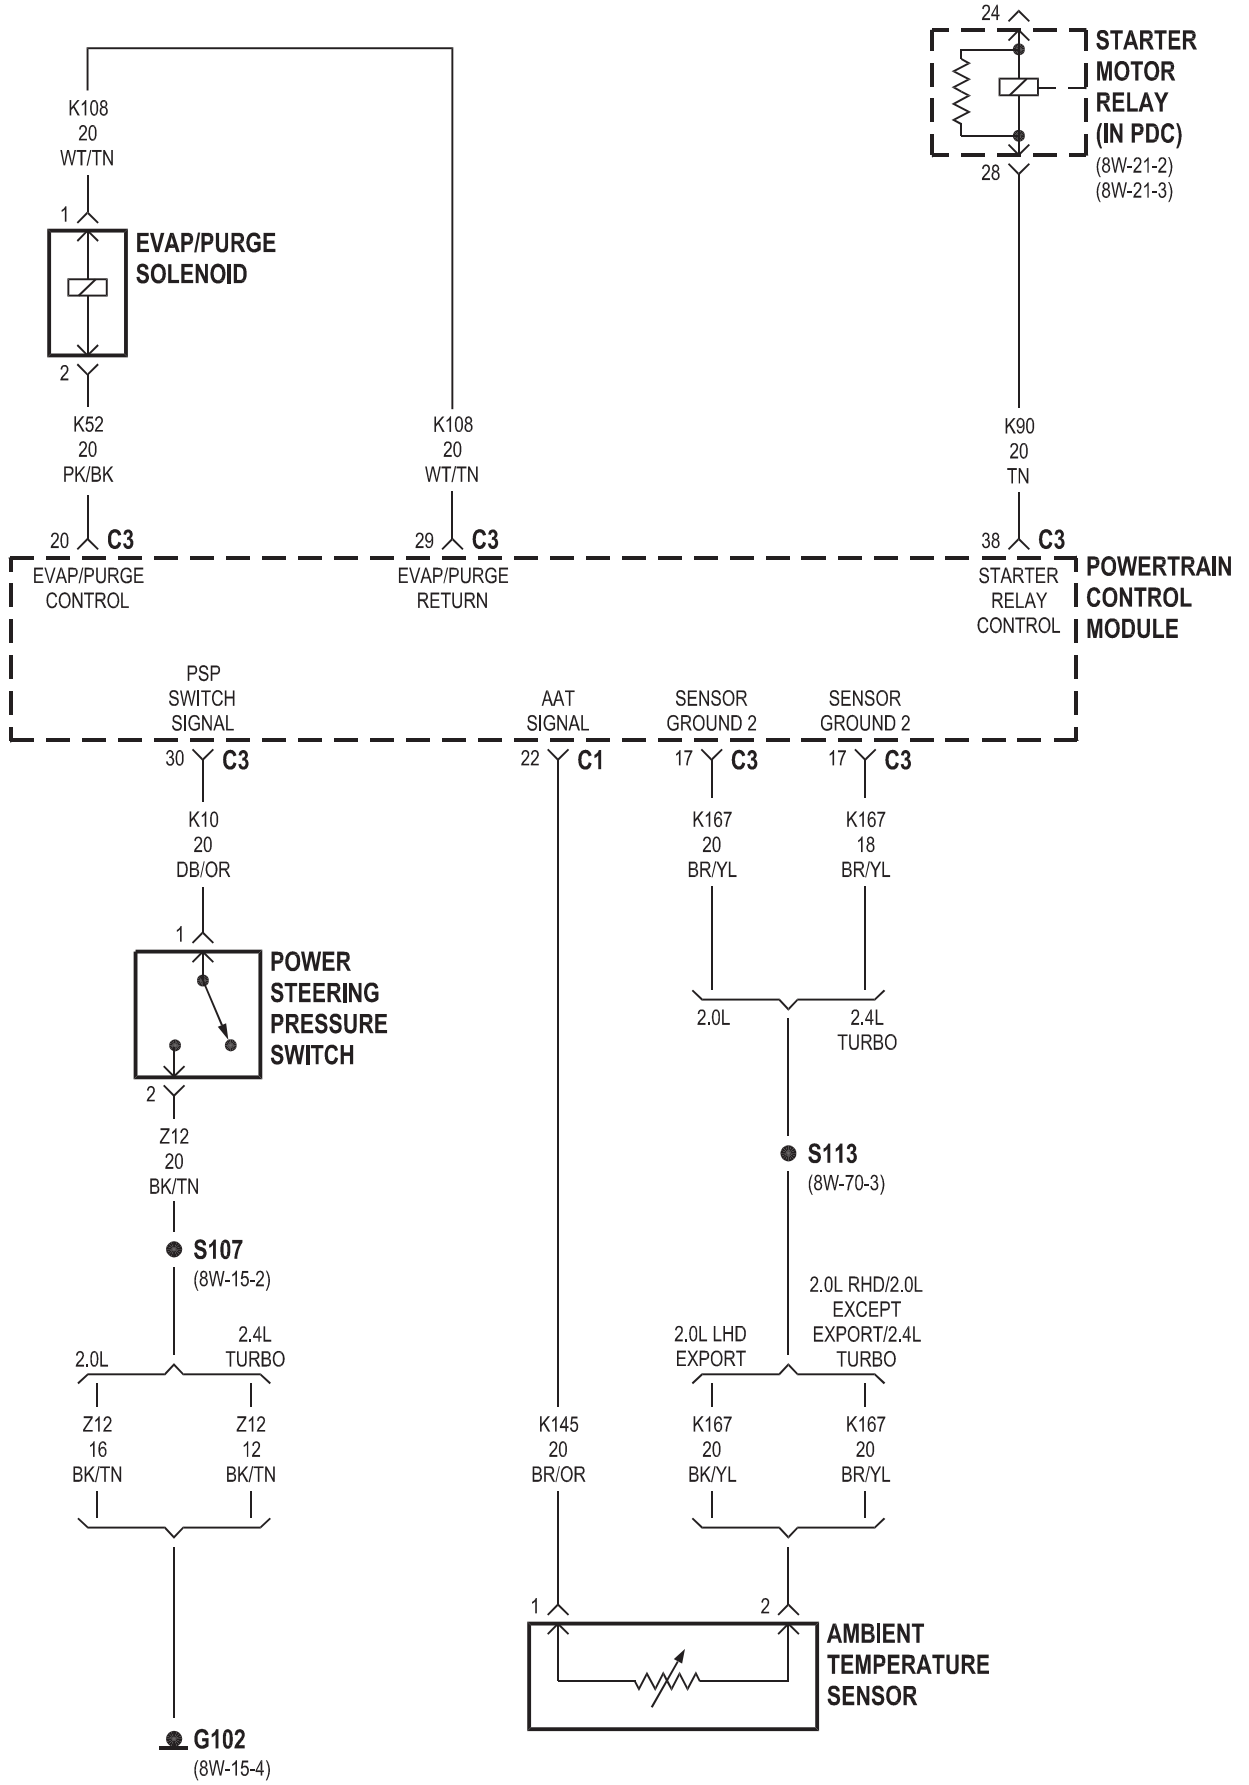 24
STARTER
MOTOR
RELAY
(IN PDC)
(8W-21-2)
(8W-21-3)
28
K108
20
WT/TN
1
EVAP/PURGE
SOLENOID
2
K52
20
PK/BK
K108
20
WT/TN
K90
20
TN
20 C3
29 C3
38 C3
EVAP/PURGE
CONTROL
EVAP/PURGE
RETURN
STARTER
RELAY
CONTROL
POWERTRAIN
CONTROL
MODULE
PSP
SWITCH
SIGNAL
AAT
SIGNAL
SENSOR
GROUND 2
SENSOR
GROUND 2
30 C3
22 C1
17 C3
17 C3
K10
20
DB/OR
K167
20
BR/YL
K167
18
BR/YL
1
POWER
STEERING
PRESSURE
SWITCH
2
2.0L
2.4L
TURBO
Z12
20
BK/TN
S113
(8W-70-3)
S107
(8W-15-2)
2.0L
2.4L
TURBO
2.0L LHD
EXPORT
2.0L RHD/2.0L
EXCEPT
EXPORT/2.4L
TURBO
Z12
16
BK/TN
Z12
12
BK/TN
K145
20
BR/OR
K167
20
BK/YL
K167
20
BR/YL
1
2
AMBIENT
TEMPERATURE
SENSOR
G102
(8W-15-4)